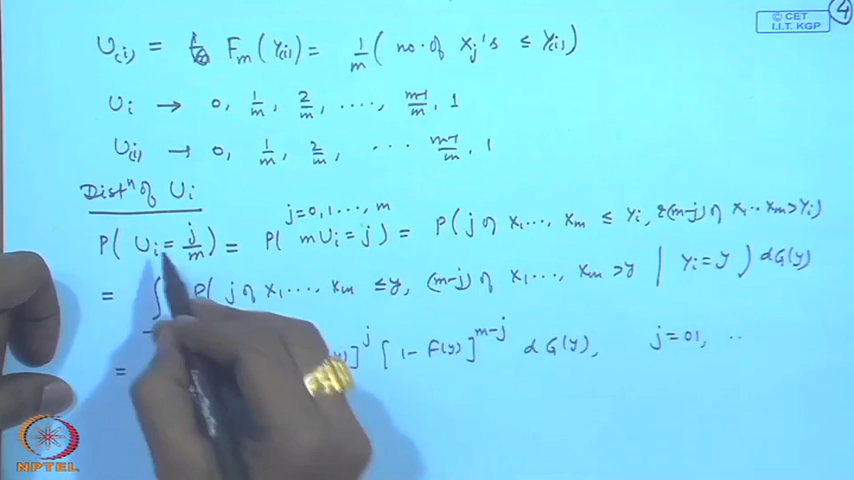 4
© CET
I.I.T. KGP
U(i) = Fm(Y(i)) = 1/m ( no. of Xj's ≤ Y(i))
Ui → 0, 1/m, 2/m, ...., m-1/m, 1
U(i) → 0, 1/m, 2/m, ... m-1/m, 1
Distn of Ui
j=0,1...., m
P( Ui = j/m ) = P( mUi = j ) = P( j of X1..., Xm ≤ Yi, & (m-j) of X1.. Xm > Yi)
= ∫ P( j of X1..., Xm ≤ y, (m-j) of X1..., Xm > y | Yi = y ) dG(y)
= ]^j [ 1 - F(y) ]^m-j dG(y), j=01, ..
NPTEL